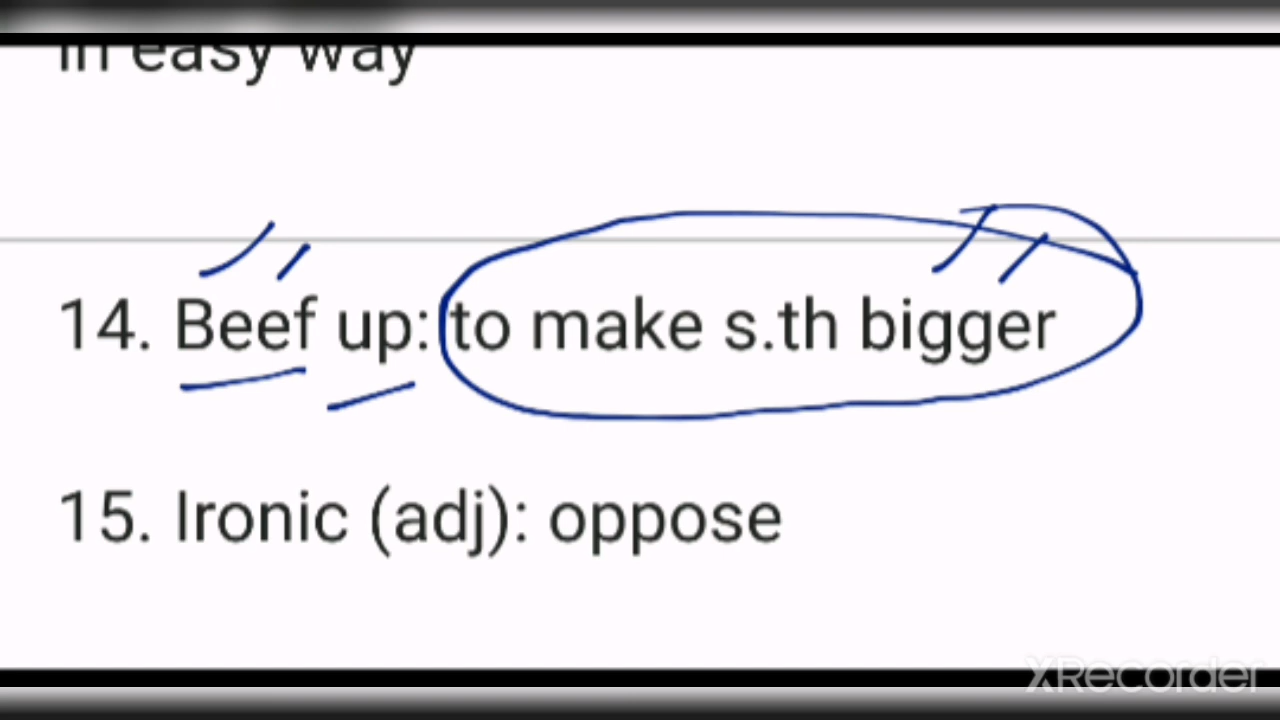 in easy way
14. Beef up: to make s.th bigger
15. Ironic (adj): oppose
XRecorder